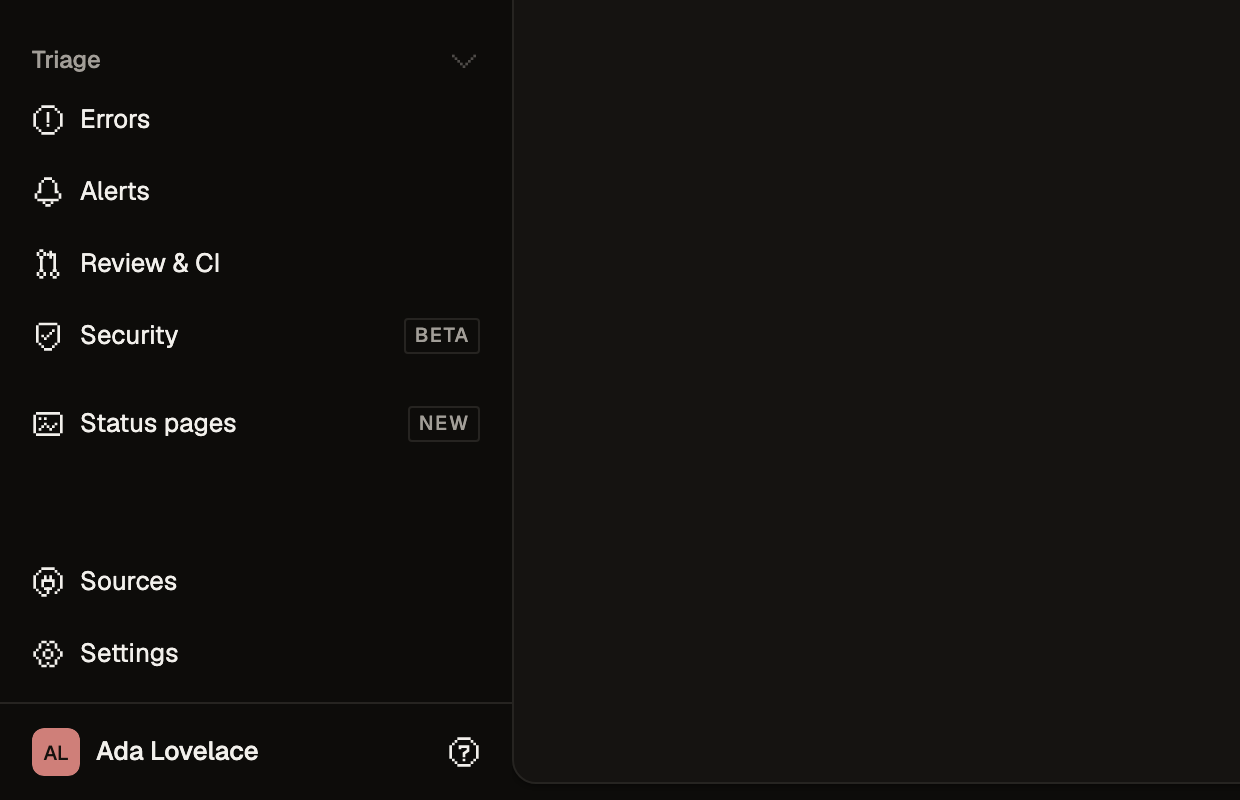 Triage
Errors
Alerts
Review & CI
Security BETA
Status pages NEW
Sources
Settings
AL Ada Lovelace ?